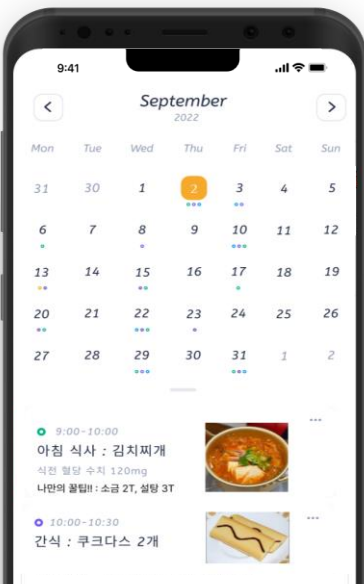 9:41
September
2022
Mon Tue Wed Thu Fri Sat Sun
31 30 1 2 3 4 5
6 7 8 9 10 11 12
13 14 15 16 17 18 19
20 21 22 23 24 25 26
27 28 29 30 31 1 2
9:00-10:00
아침 식사 : 김치찌개
식전 혈당 수치 120mg
나만의 꿀팁!! : 소금 2T, 설탕 3T
10:00-10:30
간식 : 쿠크다스 2개